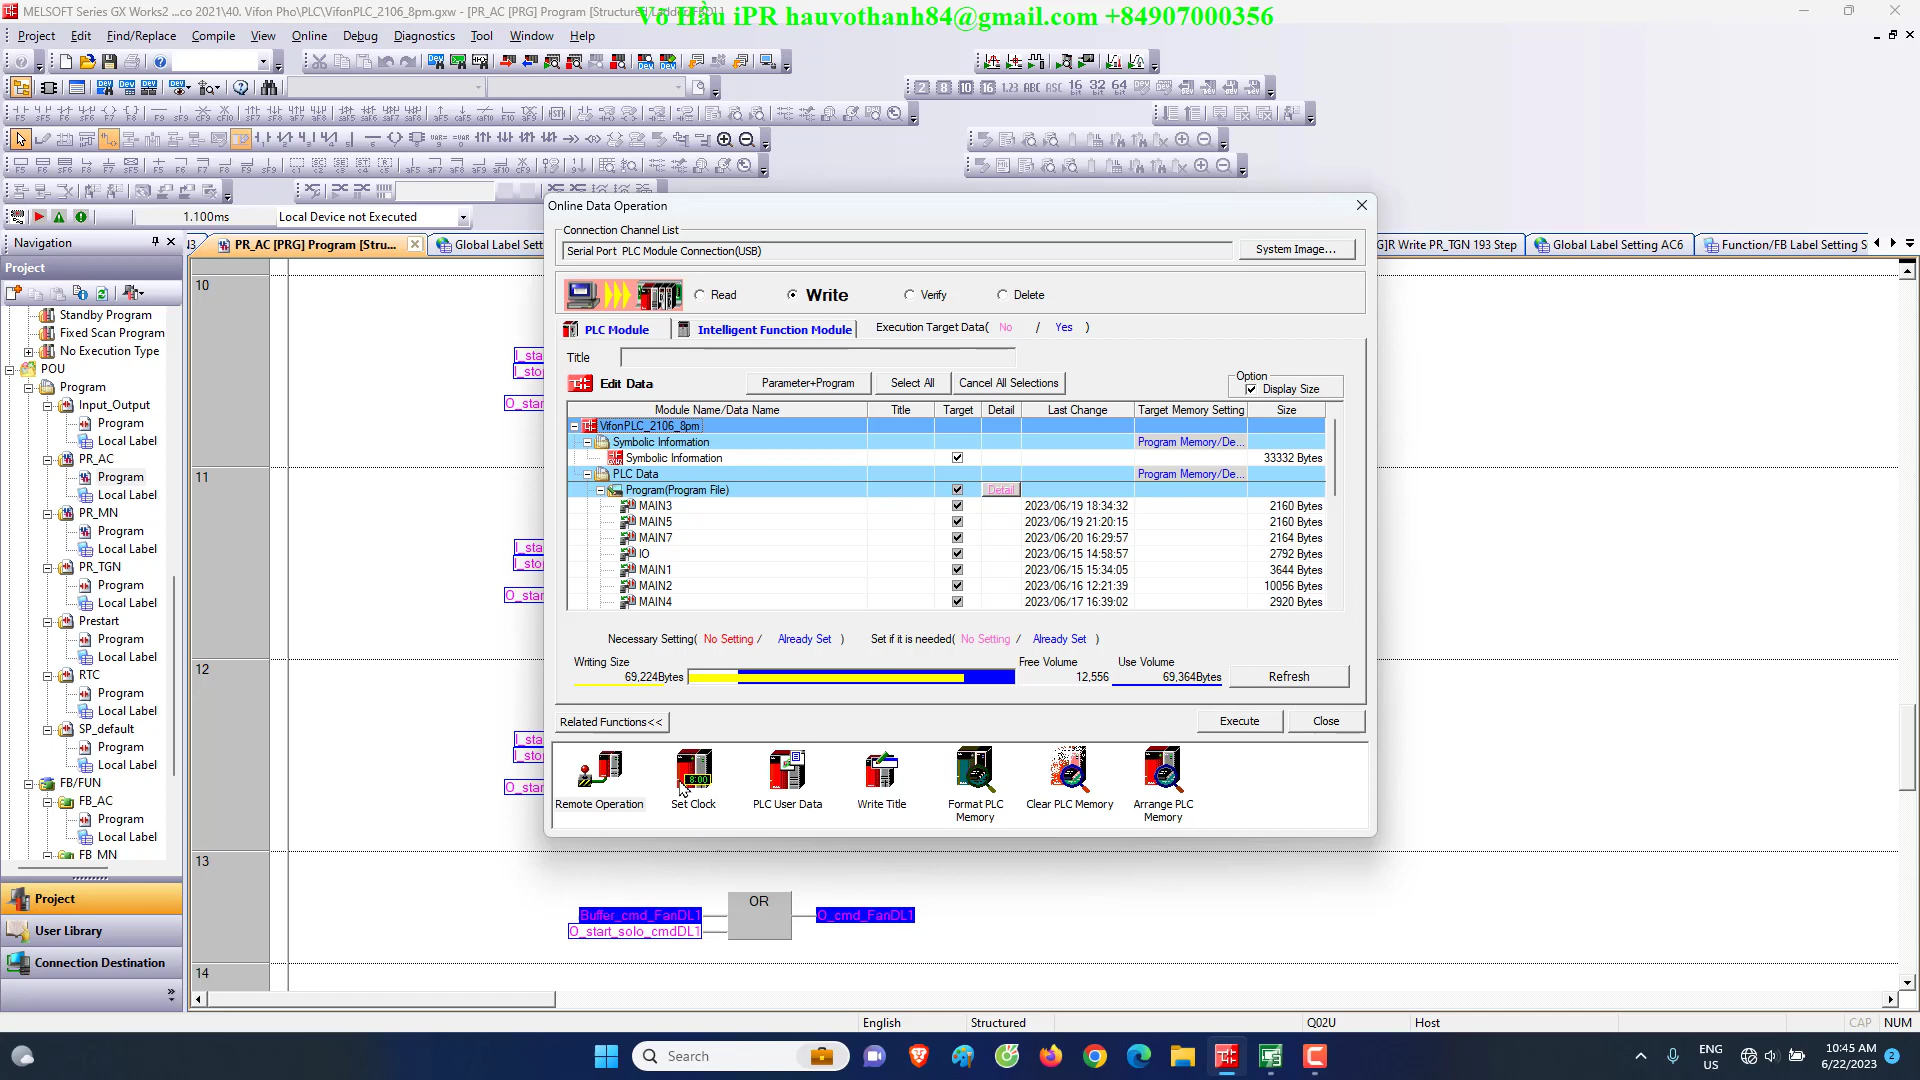 MELSOFT Series GX Works2 ...co 2021\40. Vifon Pho\PLC\VifonPLC_2106_8pm.gxw - [PR_AC [PRG] Program [Structured Ladder/FBD]]
Võ Hậu iPR hauvothanh84@gmail.com +84907000356
Project Edit Find/Replace Compile View Online Debug Diagnostics Tool Window Help
1.100ms Local Device not Executed
Navigation
PR_AC [PRG] Program [Stru...
Global Label Sett
]R Write PR_TGN 193 Step
Global Label Setting AC6
Function/FB Label Setting S
Project
Standby Program
Fixed Scan Program
No Execution Type
POU
Program
Input_Output
Program
Local Label
PR_AC
Program
Local Label
PR_MN
Program
Local Label
PR_TGN
Program
Local Label
Prestart
Program
Local Label
RTC
Program
Local Label
SP_default
Program
Local Label
FB/FUN
FB_AC
Program
Local Label
FB_MN
Project
User Library
Connection Destination
10
I_sta
I_sto
O_start
11
I_sta
I_sto
O_start
12
I_sta
I_sto
O_start
13
OR
Buffer_cmd_FanDL1
O_start_solo_cmdDL1
O_cmd_FanDL1
14
Online Data Operation
Connection Channel List
Serial Port PLC Module Connection(USB)
System Image...
Read Write Verify Delete
PLC Module Intelligent Function Module Execution Target Data( No / Yes )
Title
Edit Data Parameter+Program Select All Cancel All Selections
Option
Display Size
Module Name/Data Name Title Target Detail Last Change Target Memory Setting Size
VifonPLC_2106_8pm
Symbolic Information Program Memory/De...
Symbolic Information 33332 Bytes
PLC Data Program Memory/De...
Program(Program File) Detail
MAIN3 2023/06/19 18:34:32 2160 Bytes
MAIN5 2023/06/19 21:20:15 2160 Bytes
MAIN7 2023/06/20 16:29:57 2164 Bytes
IO 2023/06/15 14:58:57 2792 Bytes
MAIN1 2023/06/15 15:34:05 3644 Bytes
MAIN2 2023/06/16 12:21:39 10056 Bytes
MAIN4 2023/06/17 16:39:02 2920 Bytes
Necessary Setting( No Setting / Already Set ) Set if it is needed( No Setting / Already Set )
Writing Size Free Volume Use Volume
69,224Bytes 12,556 69,364Bytes Refresh
Related Functions<< Execute Close
8:00
Remote Operation Set Clock PLC User Data Write Title Format PLC Memory Clear PLC Memory Arrange PLC Memory
English Structured Q02U Host CAP NUM
Search
ENG
US
10:45 AM
6/22/2023
2